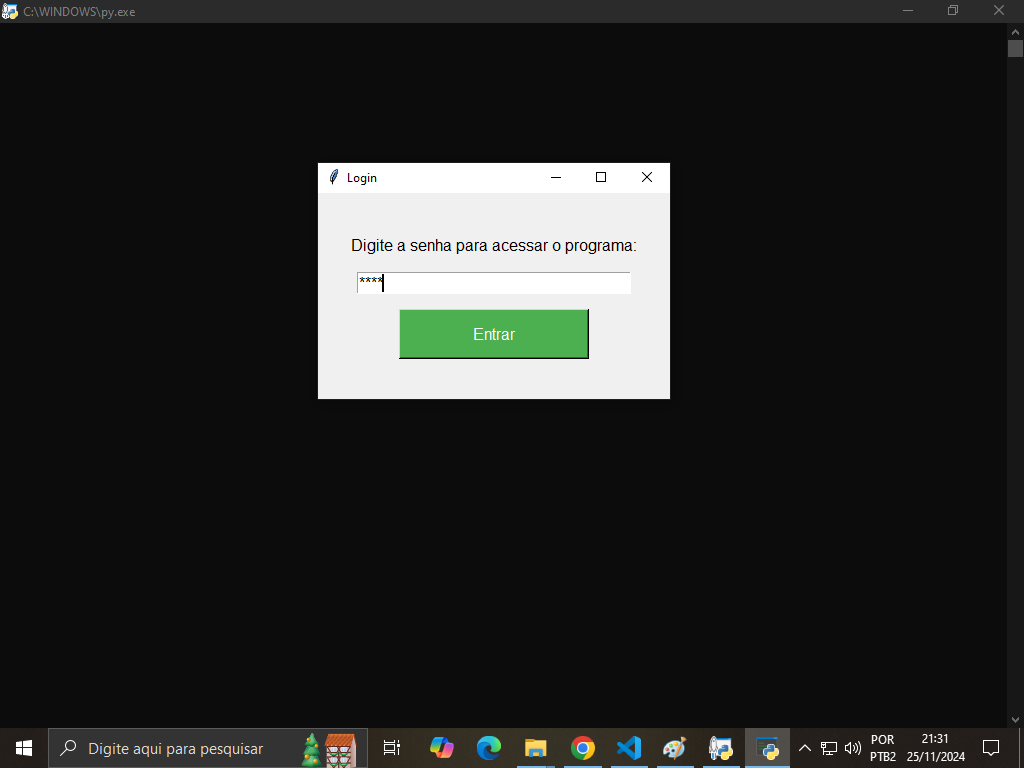 C:\WINDOWS\py.exe
Login
Digite a senha para acessar o programa:
****
Entrar
Digite aqui para pesquisar
POR
PTB2
21:31
25/11/2024